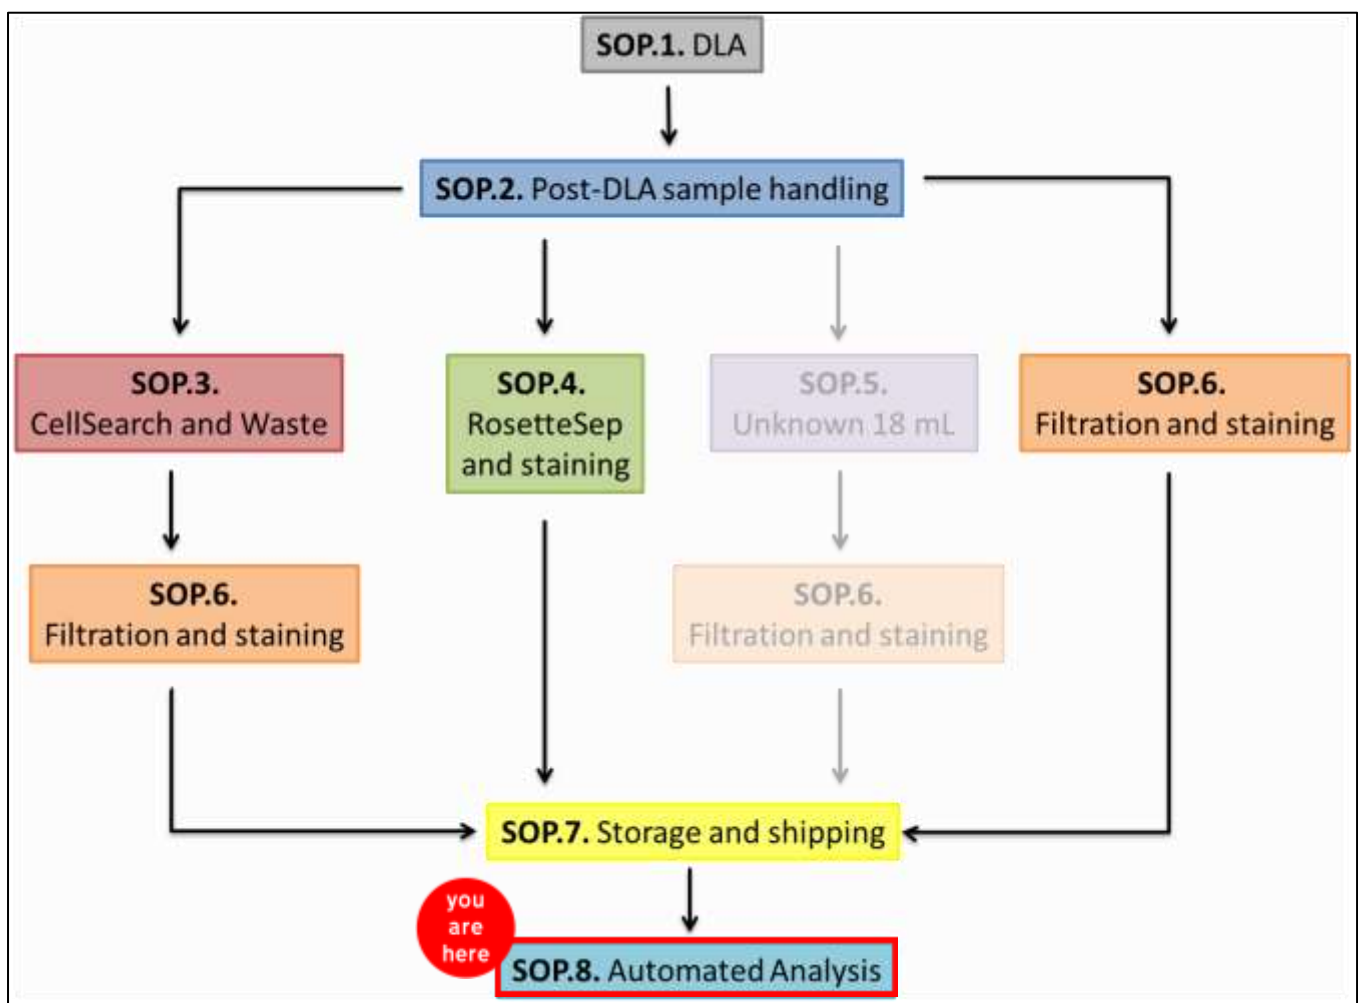 SOP.1. DLA
SOP.2. Post-DLA sample handling
SOP.3.
CellSearch and Waste
SOP.4.
RosetteSep
and staining
SOP.5.
Unknown 18 mL
SOP.6.
Filtration and staining
SOP.6.
Filtration and staining
SOP.6.
Filtration and staining
SOP.7. Storage and shipping
you
are
here
SOP.8. Automated Analysis